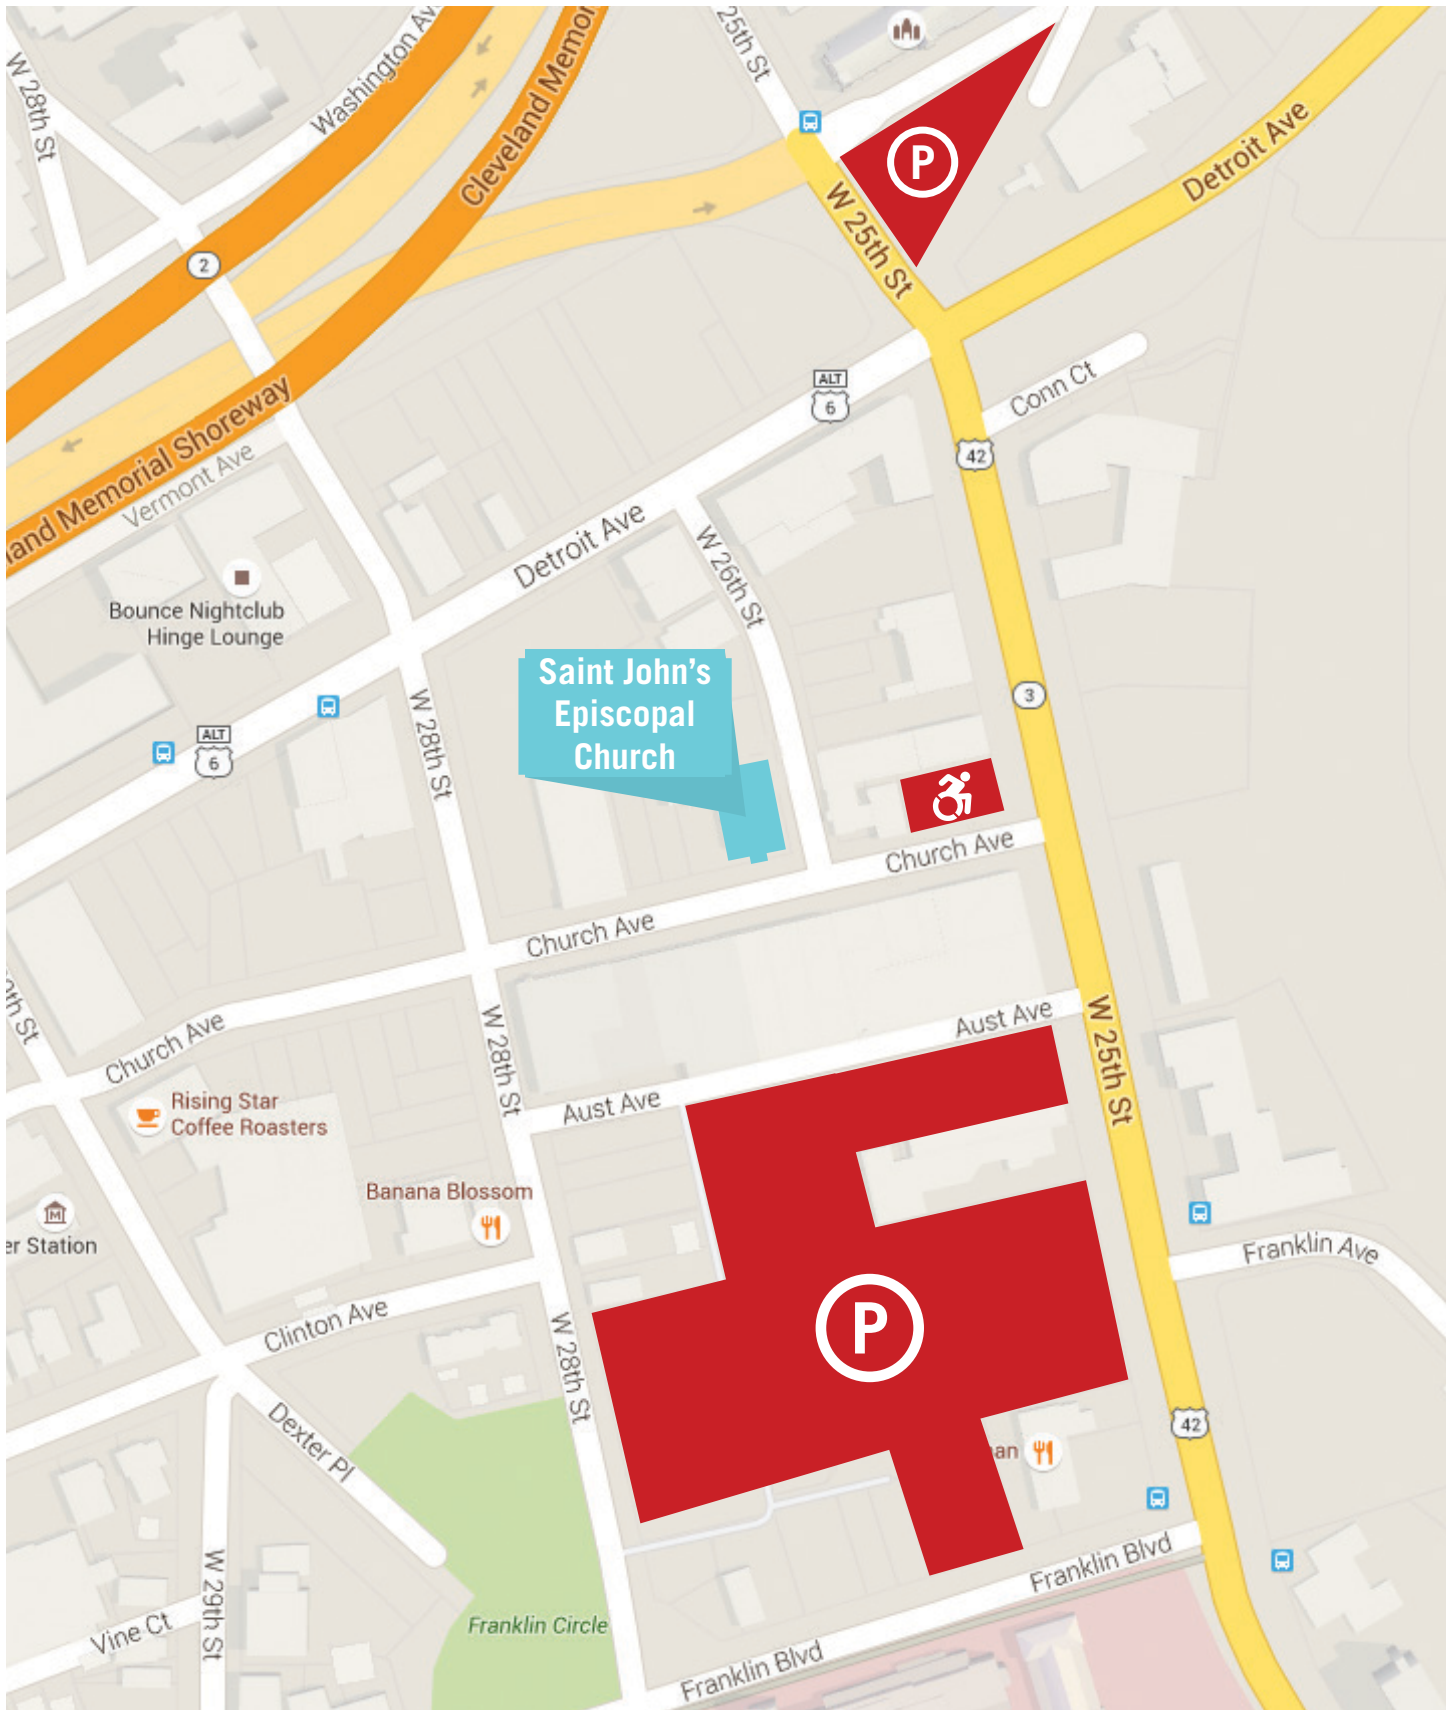 W 28th St
Washington Av
Cleveland Memor
25th St
P
W 25th St
Detroit Ave
2
land Memorial Shoreway
Vermont Ave
ALT
6
Conn Ct
42
Detroit Ave
W 26th St
Bounce Nightclub
Hinge Lounge
Saint John's
Episcopal
Church
ALT
6
W 28th St
3
Church Ave
Church Ave
Church Ave
W 28th St
Aust Ave
Aust Ave
W 25th St
Rising Star
Coffee Roasters
Banana Blossom
M
er Station
Franklin Ave
Clinton Ave
W 28th St
P
Dexter Pl
42
an
W 29th St
Vine Ct
Franklin Circle
Franklin Blvd
Franklin Blvd